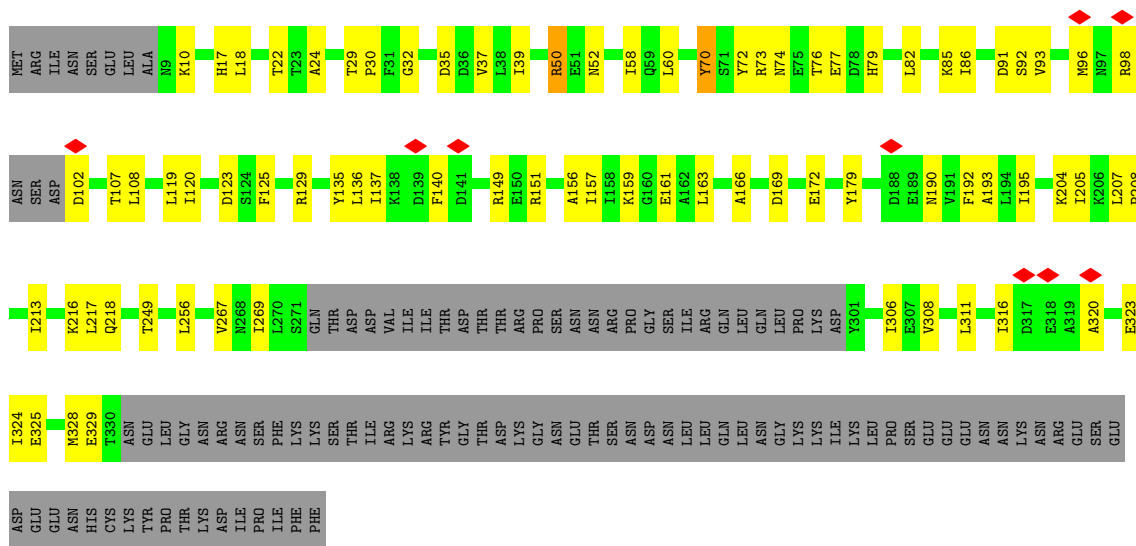 MET ARG ILE ASN SER GLU LEU ALA N9 K10 H17 L18 T22 T23 A24 T29 P30 F31 G32 D35 D36 V37 L38 I39 R50 E51 N52 I58 Q59 L60 Y70 S71 Y72 R73 N74 E75 T76 E77 D78 H79 L82 K85 I86 D91 S92 V93 M96 N97 R98
ASN SER ASP D102 T107 L108 L119 I120 D123 S124 F125 R129 Y135 L136 I137 K138 D139 F140 D141 R149 E150 R151 A156 I157 I158 K159 G160 E161 A162 L163 A166 D169 E172 Y179 D188 E189 N190 V191 F192 A193 L194 I195 K204 I205 K206 L207
I213 K216 L217 Q218 T249 L256 V267 N268 I269 L270 S271 GLN THR ASP ASP VAL ILE ILE THR ASP THR THR ARG PRO SER ASN ASN ARG PRO GLY SER ILE ARG GLN LEU GLN LEU PRO LYS ASP Y301 I306 E307 V308 L311 I316 D317 E318 A319 A320 E323
I324 E325 M328 E329 T330 ASN GLU LEU GLY ASN ARG ASN SER PHE LYS LYS SER THR ILE ARG LYS ARG TYR GLY THR ASP LYS GLY ASN GLU THR SER ASN ASP ASN LEU LEU GLN LEU ASN GLY LYS LYS ILE LYS LEU PRO SER GLU GLU GLU ASN ASN LYS ASN ARG GLU SER GLU
ASP GLU GLU ASN HIS CYS LYS TYR PRO THR LYS ASP ILE PRO ILE PHE PHE